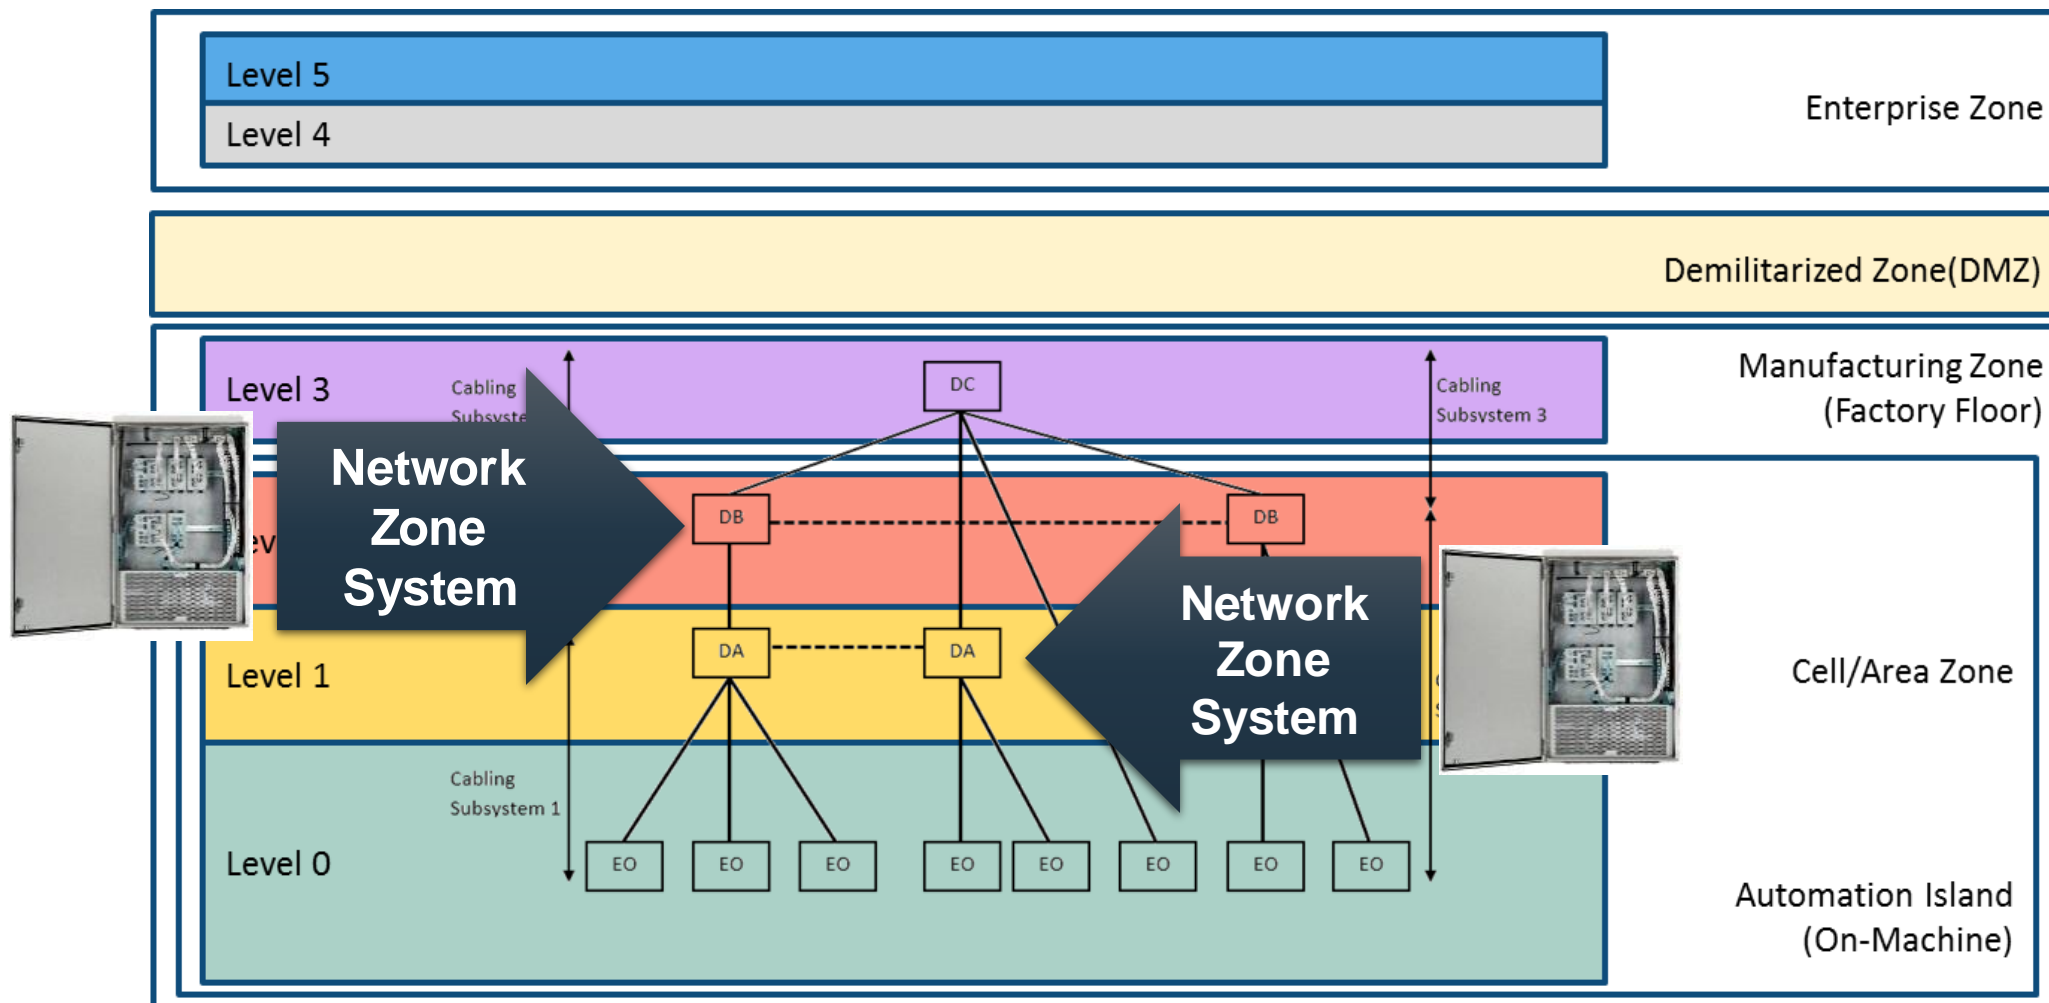 Level 5
Enterprise Zone
Level 4
Demilitarized Zone(DMZ)
Level 3
Cabling
DC
Cabling
Subsystem 3
Manufacturing Zone
(Factory Floor)
Network
Zone
System
DB
DB
Network
Zone
System
DA
DA
Level 1
Cell/Area Zone
Cabling
Subsystem 1
Level 0
EO
EO
EO
EO
EO
EO
EO
EO
Automation Island
(On-Machine)